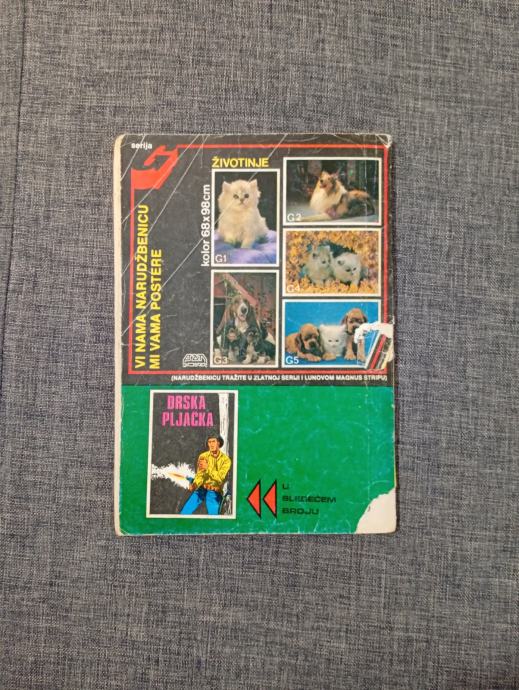 serija
ŽIVOTINJE
VI NAMA NARUDŽBENICU
MI VAMA POSTERE
kolor 68x98cm
G1
G2
G3
G4
G5
(NARUDŽBENICU TRAŽITE U ZLATNOJ SERIJI I LUNOVOM MAGNUS STRIPU)
DRSKA
PLJAČKA
U
SLEDEĆEM
BROJU